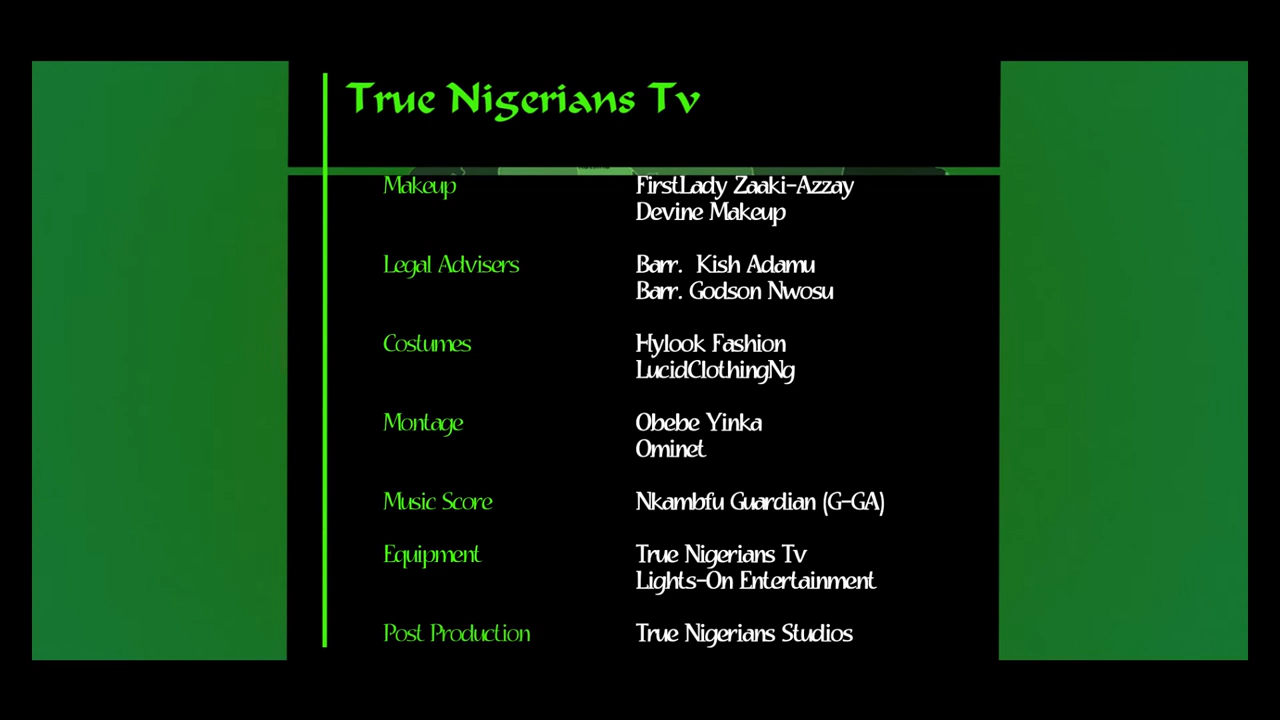 True Nigerians Tv
Makeup FirstLady Zaaki-Azzay
Devine Makeup
Legal Advisers Barr. Kish Adamu
Barr. Godson Nwosu
Costumes Hylook Fashion
LucidClothingNg
Montage Obebe Yinka
Ominet
Music Score Nkambfu Guardian (G-GA)
Equipment True Nigerians Tv
Lights-On Entertainment
Post Production True Nigerians Studios